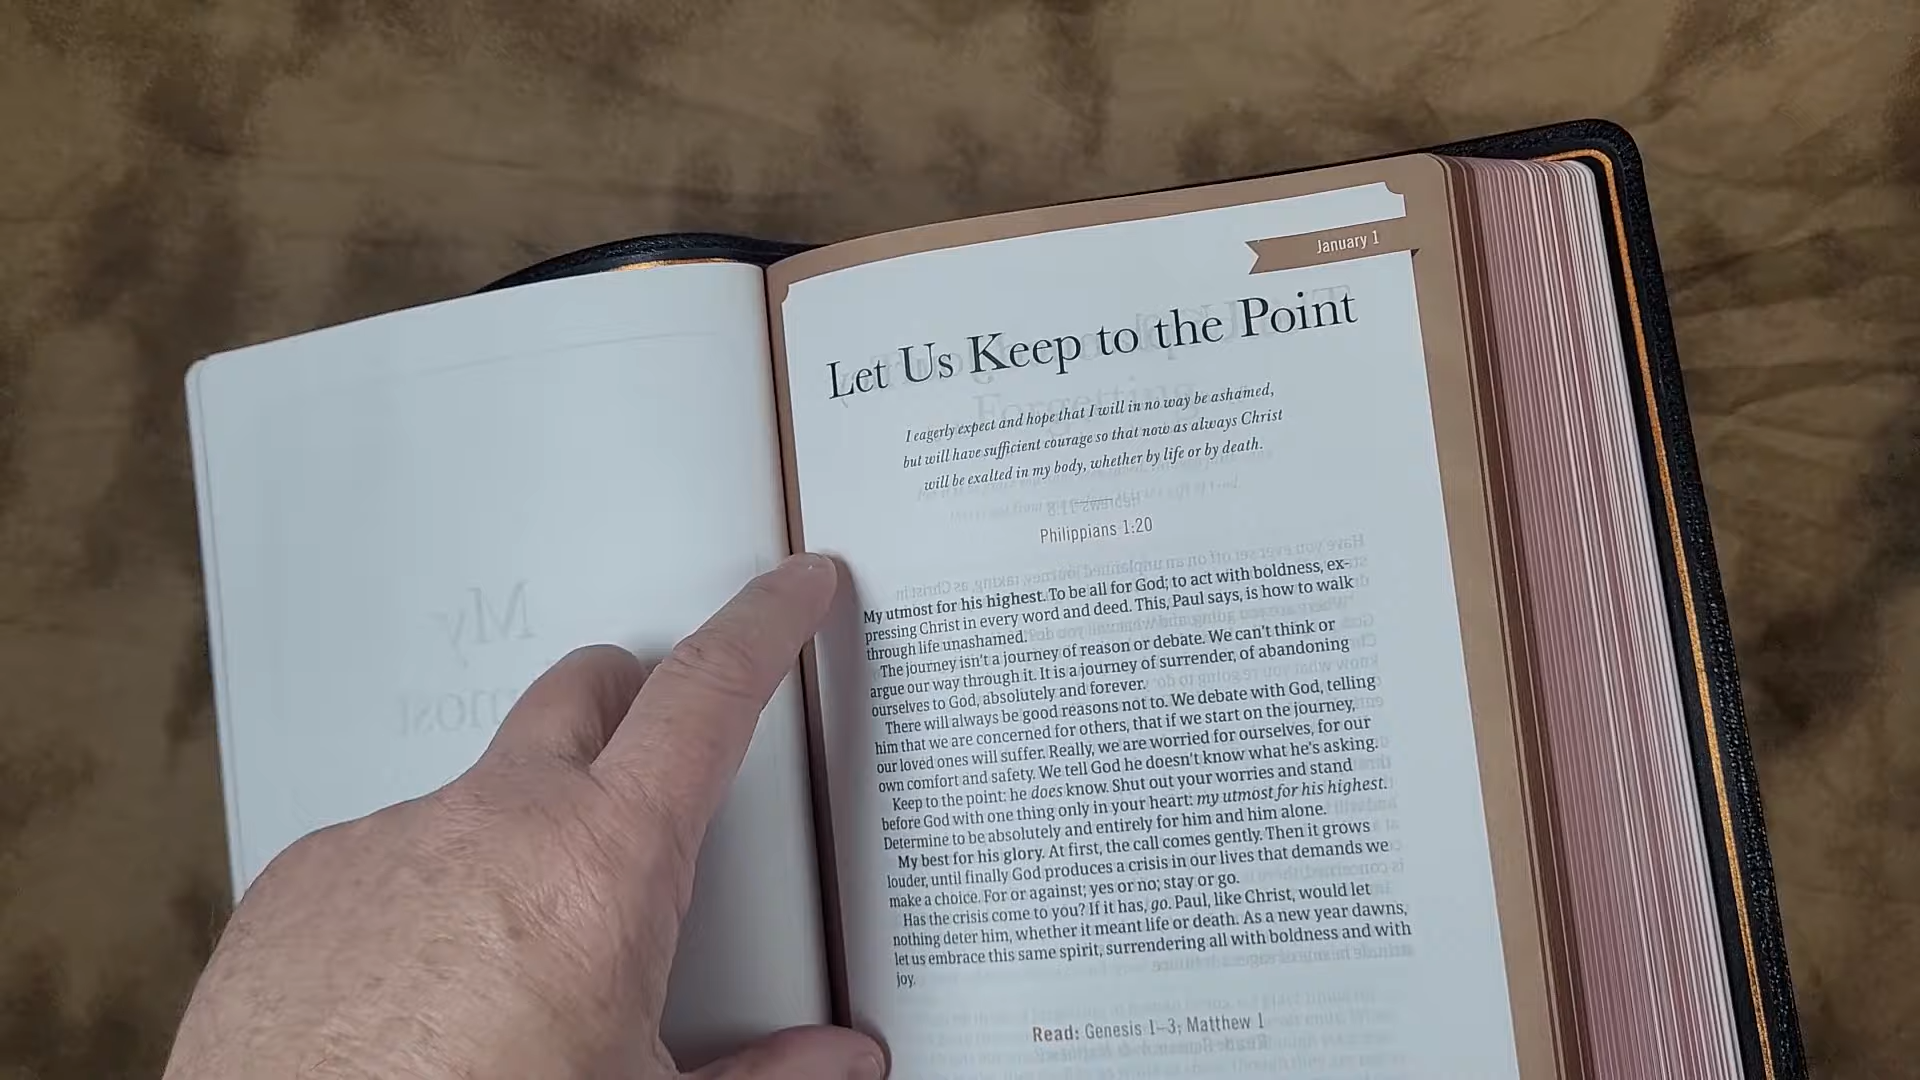 January 1
Let Us Keep to the Point
I eagerly expect and hope that I will in no way be ashamed,
but will have sufficient courage so that now as always Christ
will be exalted in my body, whether by life or by death.
Philippians 1:20
My utmost for his highest. To be all for God; to act with boldness, ex-
pressing Christ in every word and deed. This, Paul says, is how to walk
through life unashamed.
The journey isn't a journey of reason or debate. We can't think or
argue our way through it. It is a journey of surrender, of abandoning
ourselves to God, absolutely and forever.
There will always be good reasons not to. We debate with God, telling
him that we are concerned for others, that if we start on the journey,
our loved ones will suffer. Really, we are worried for ourselves, for our
own comfort and safety. We tell God he doesn't know what he's asking.
Keep to the point: he does know. Shut out your worries and stand
before God with one thing only in your heart: my utmost for his highest.
Determine to be absolutely and entirely for him and him alone.
My best for his glory. At first, the call comes gently. Then it grows
louder, until finally God produces a crisis in our lives that demands we
make a choice. For or against; yes or no; stay or go.
Has the crisis come to you? If it has, go. Paul, like Christ, would let
nothing deter him, whether it meant life or death. As a new year dawns,
let us embrace this same spirit, surrendering all with boldness and with
joy.
Read: Genesis 1–3; Matthew 1